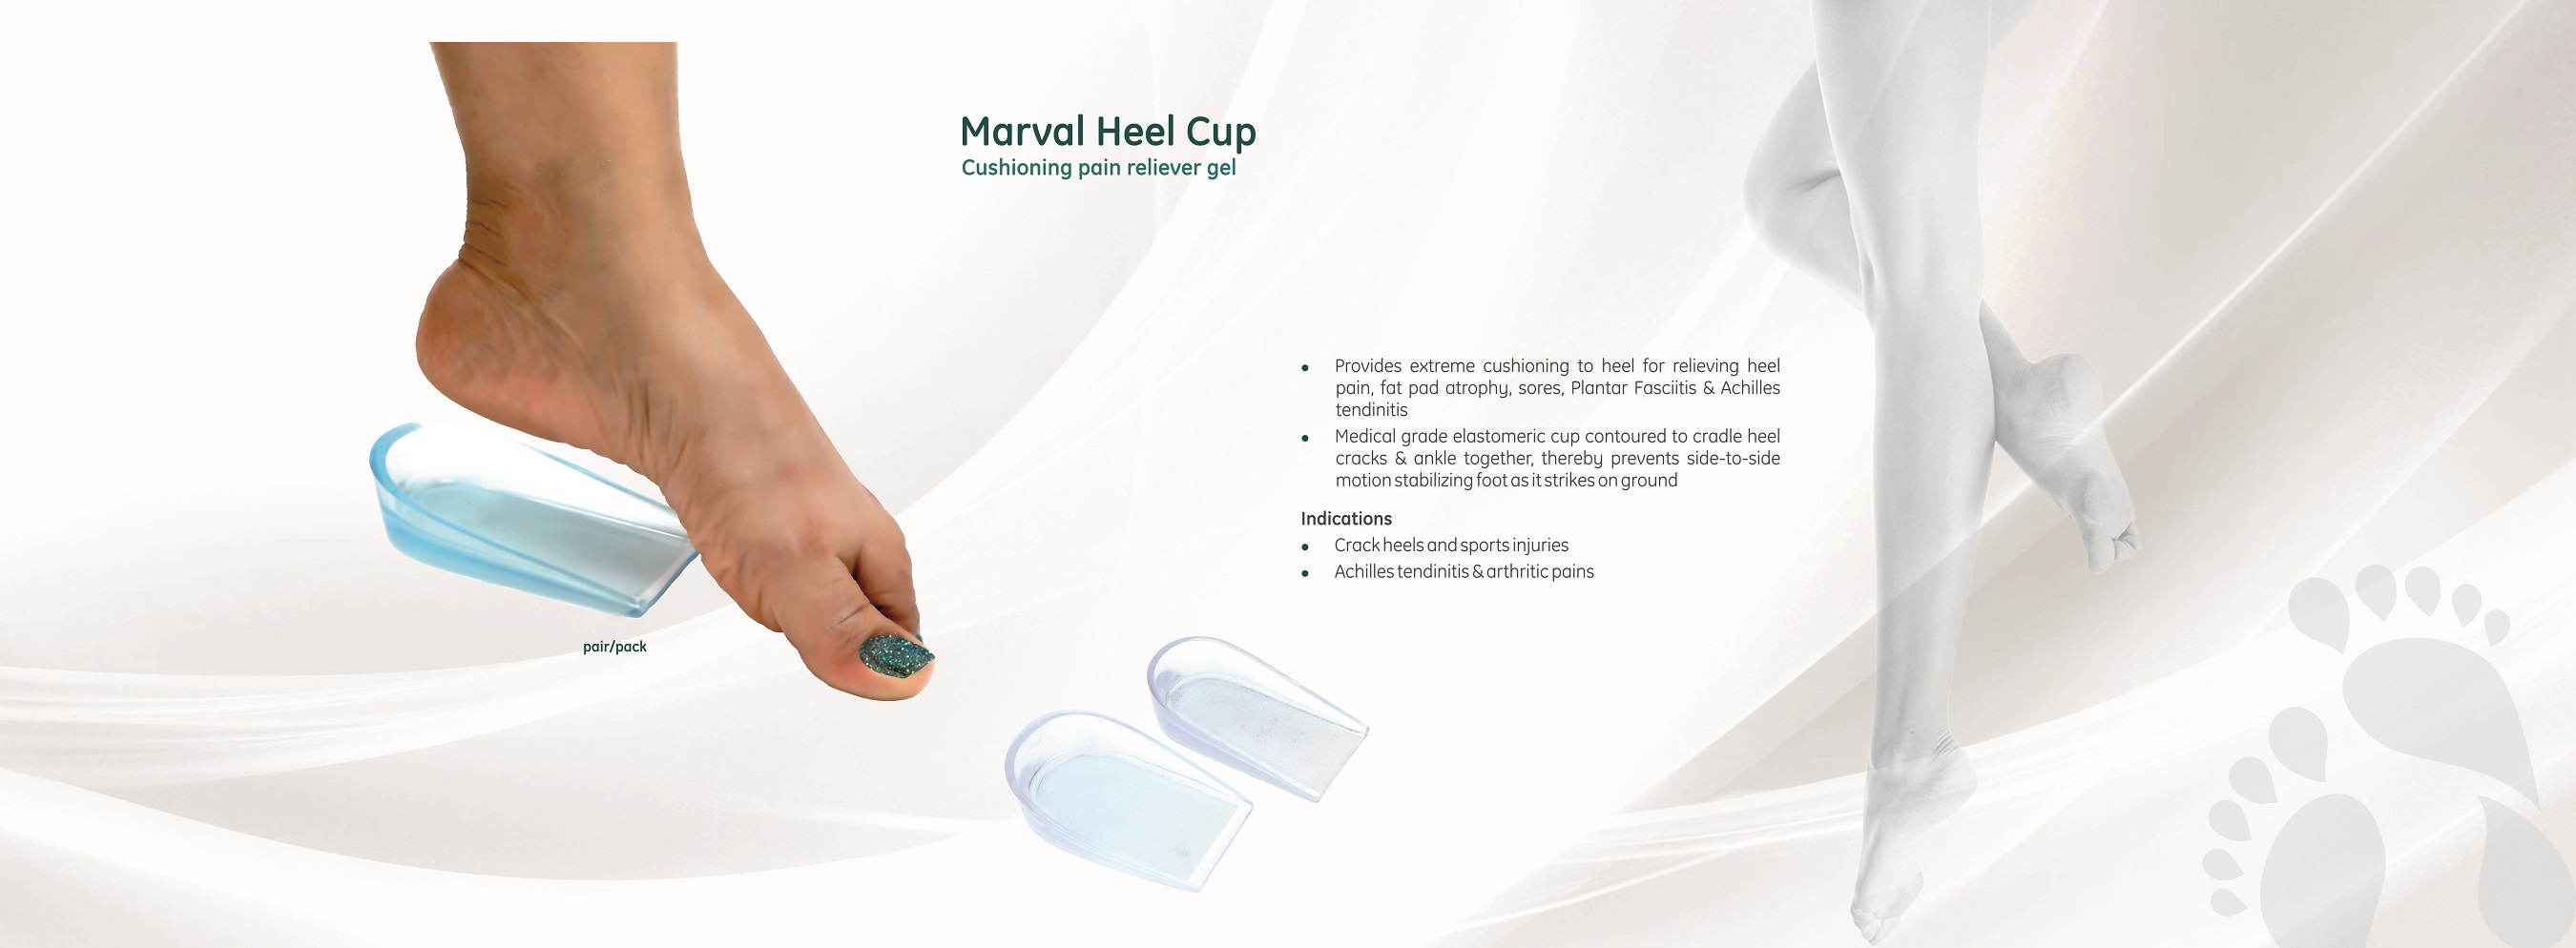 Marval Heel Cup
Cushioning pain reliever gel
● Provides extreme cushioning to heel for relieving heel
pain, fat pad atrophy, sores, Plantar Fasciitis & Achilles
tendinitis
● Medical grade elastomeric cup contoured to cradle heel
cracks & ankle together, thereby prevents side-to-side
motion stabilizing foot as it strikes on ground
Indications
● Crack heels and sports injuries
● Achilles tendinitis & arthritic pains
pair/pack